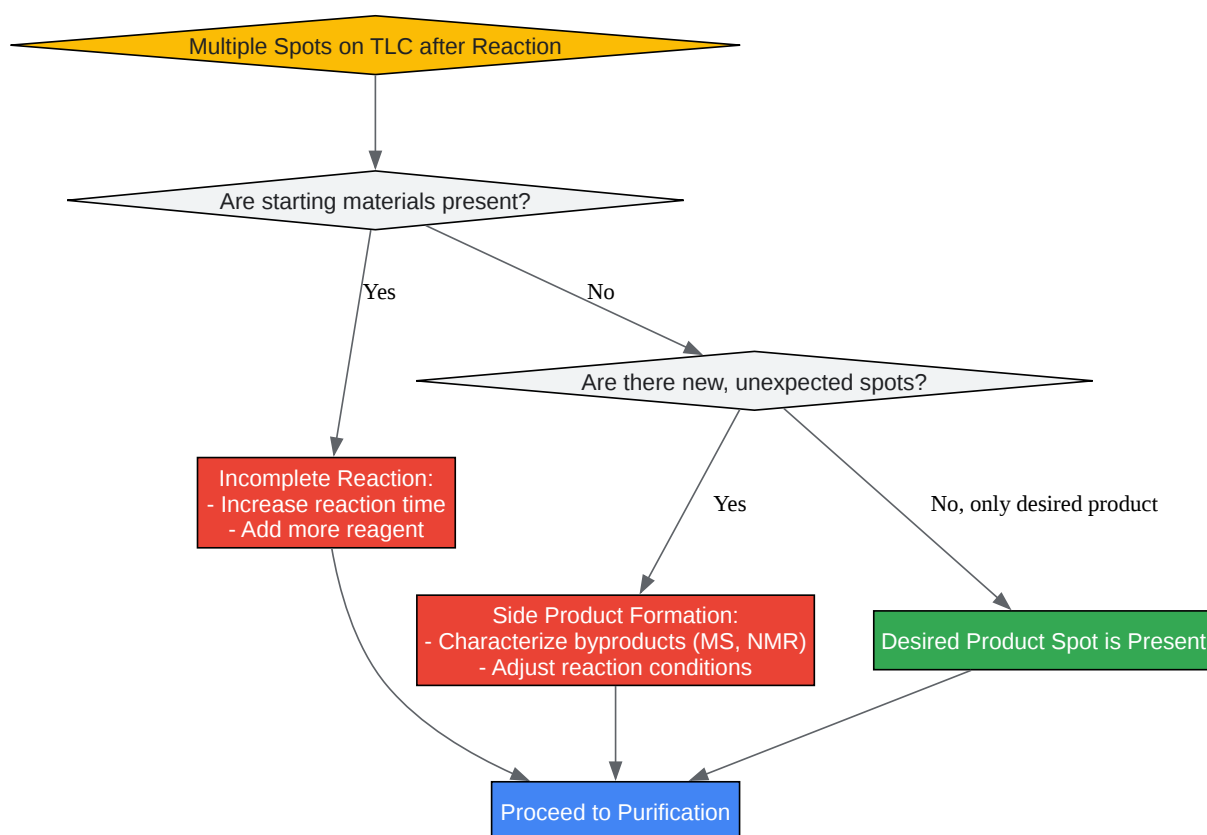 Multiple Spots on TLC after Reaction
Are starting materials present?
Yes
No
Are there new, unexpected spots?
Incomplete Reaction:
- Increase reaction time
- Add more reagent
Yes
No, only desired product
Side Product Formation:
- Characterize byproducts (MS, NMR)
- Adjust reaction conditions
Desired Product Spot is Present
Proceed to Purification